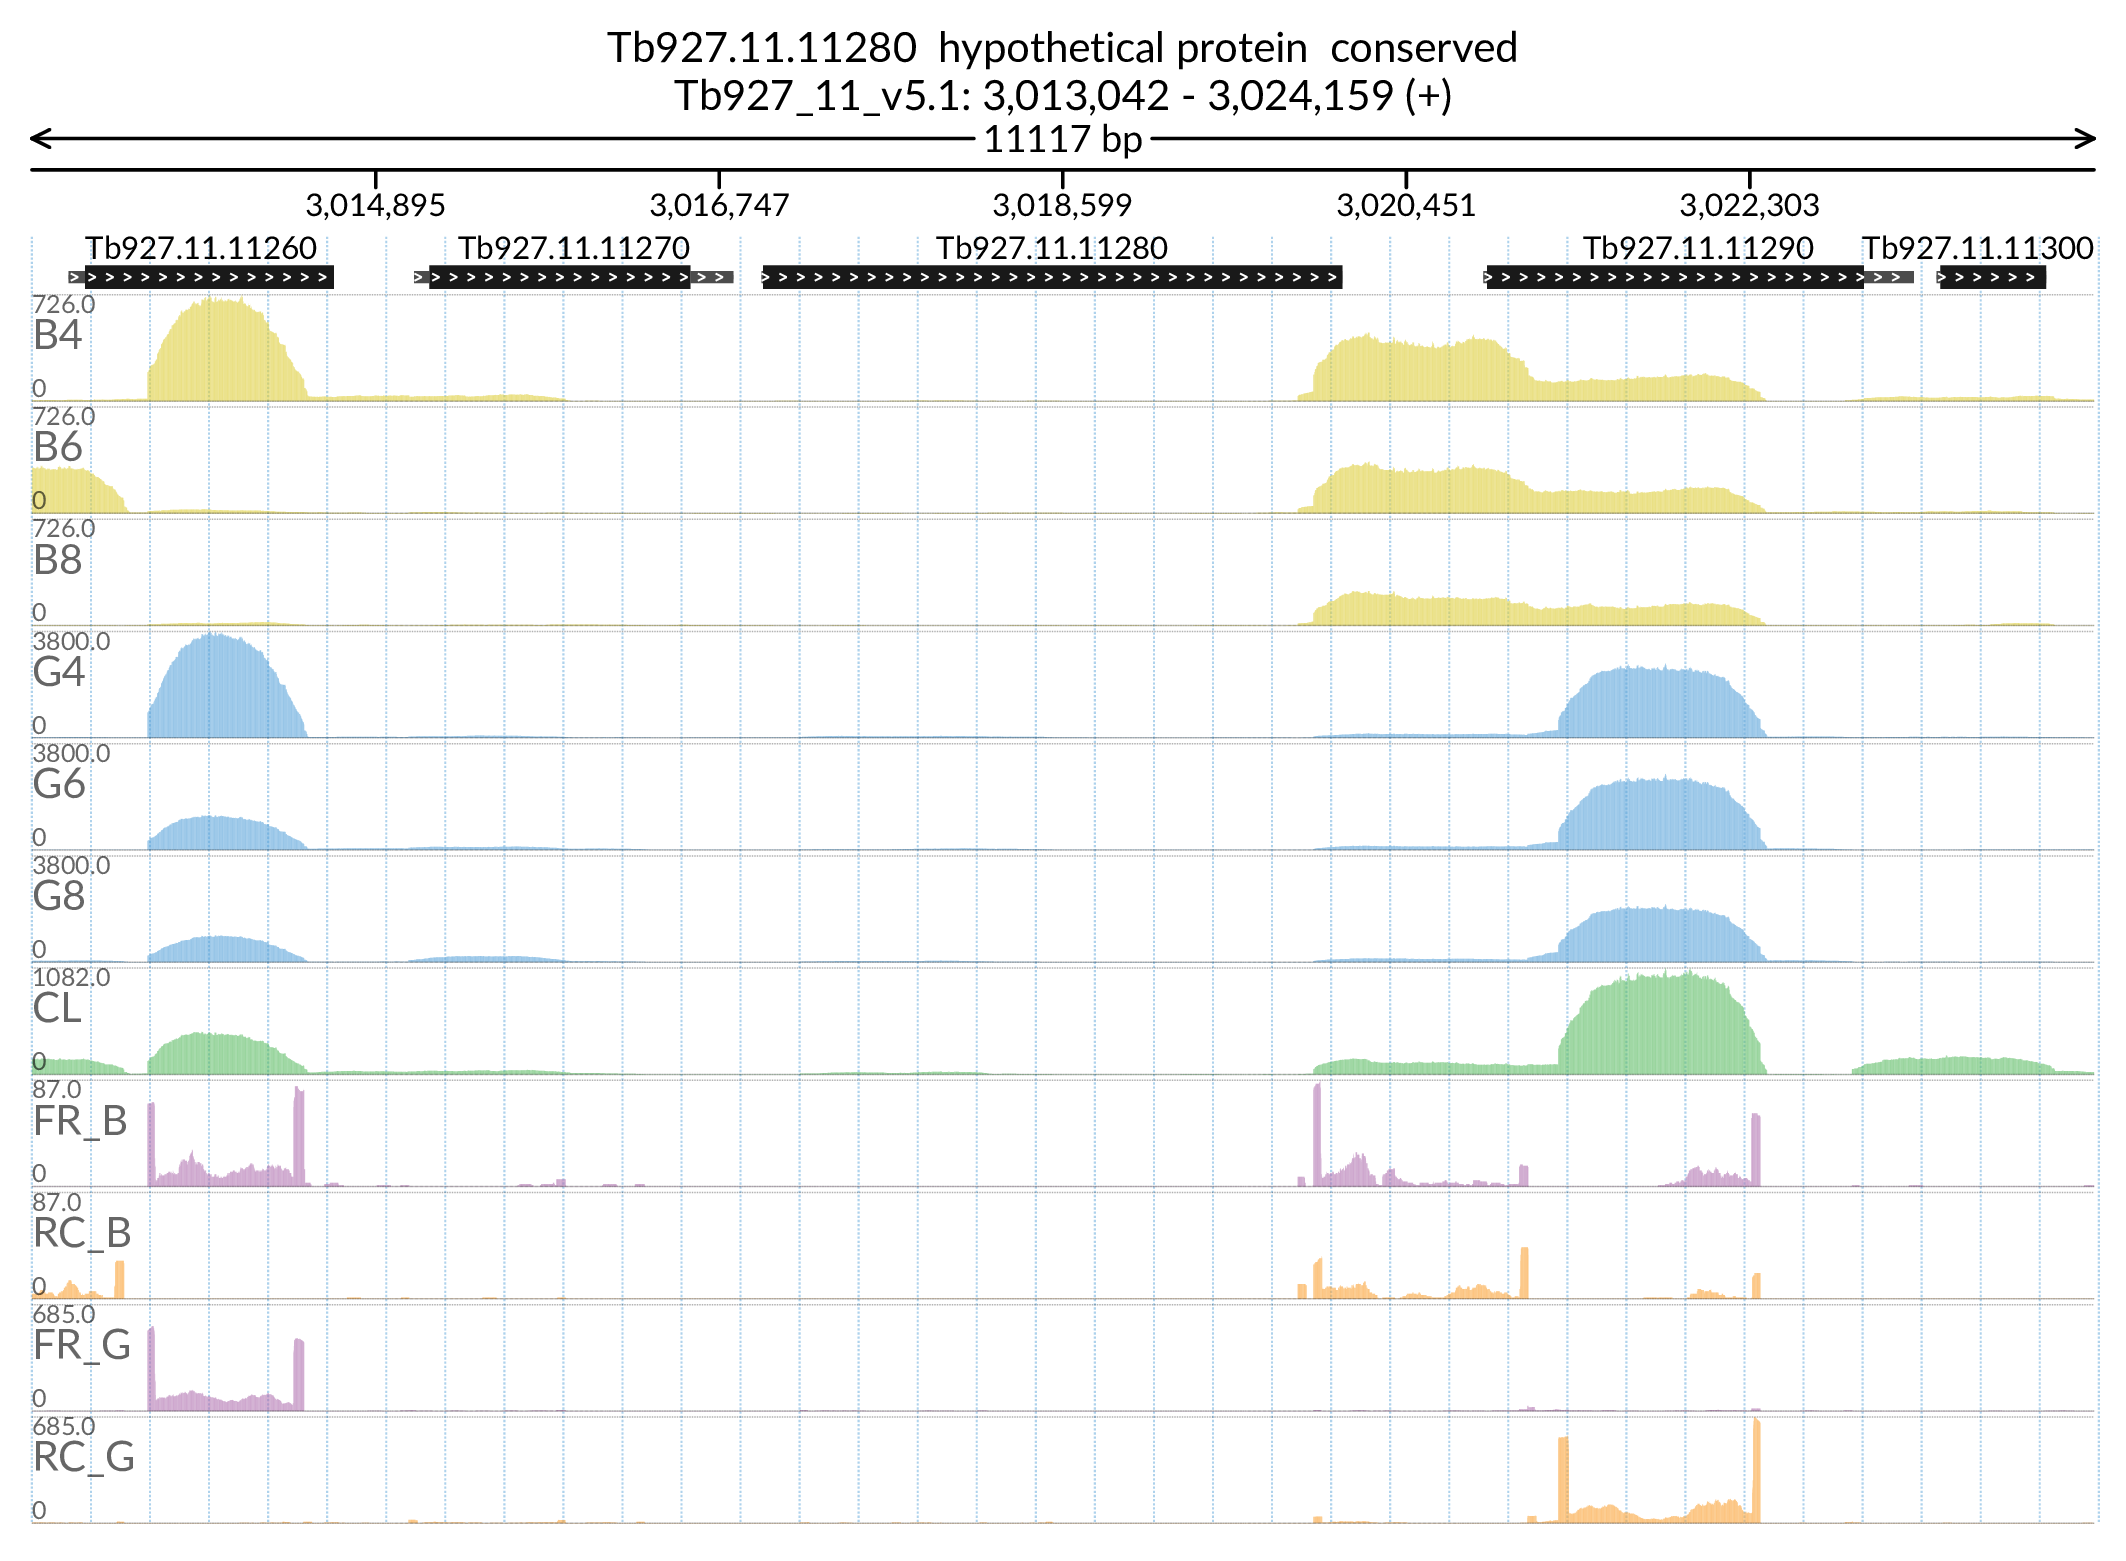 Tb927.11.11280  hypothetical protein  conserved
Tb927_11_v5.1: 3,013,042 - 3,024,159 (+)
11117 bp
3,014,895 3,016,747 3,018,599 3,020,451 3,022,303
Tb927.11.11260 Tb927.11.11270 Tb927.11.11280 Tb927.11.11290 Tb927.11.11300
726.0
B4
0
726.0
B6
0
726.0
B8
0
3800.0
G4
0
3800.0
G6
0
3800.0
G8
0
1082.0
CL
0
87.0
FR_B
0
87.0
RC_B
0
685.0
FR_G
0
685.0
RC_G
0